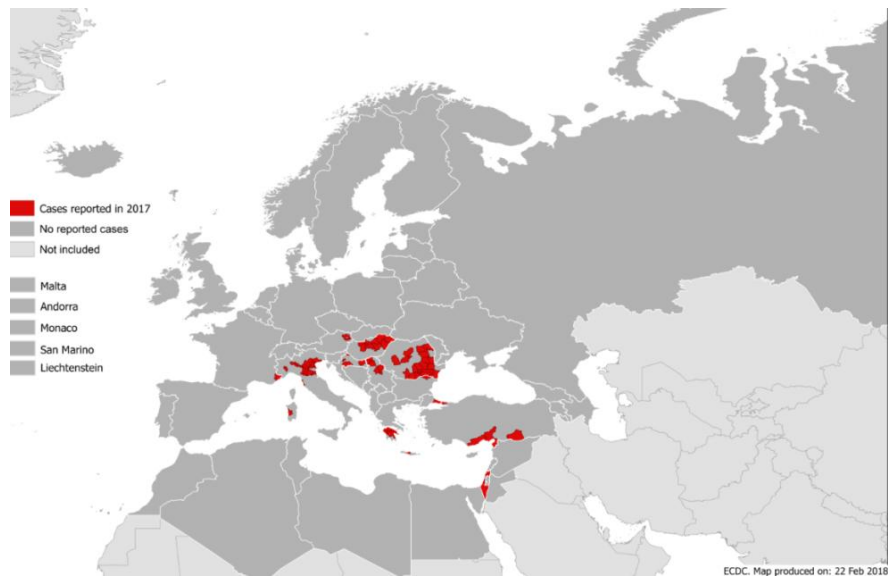 Cases reported in 2017
No reported cases
Not included
Malta
Andorra
Monaco
San Marino
Liechtenstein
ECDC. Map produced on: 22 Feb 2018